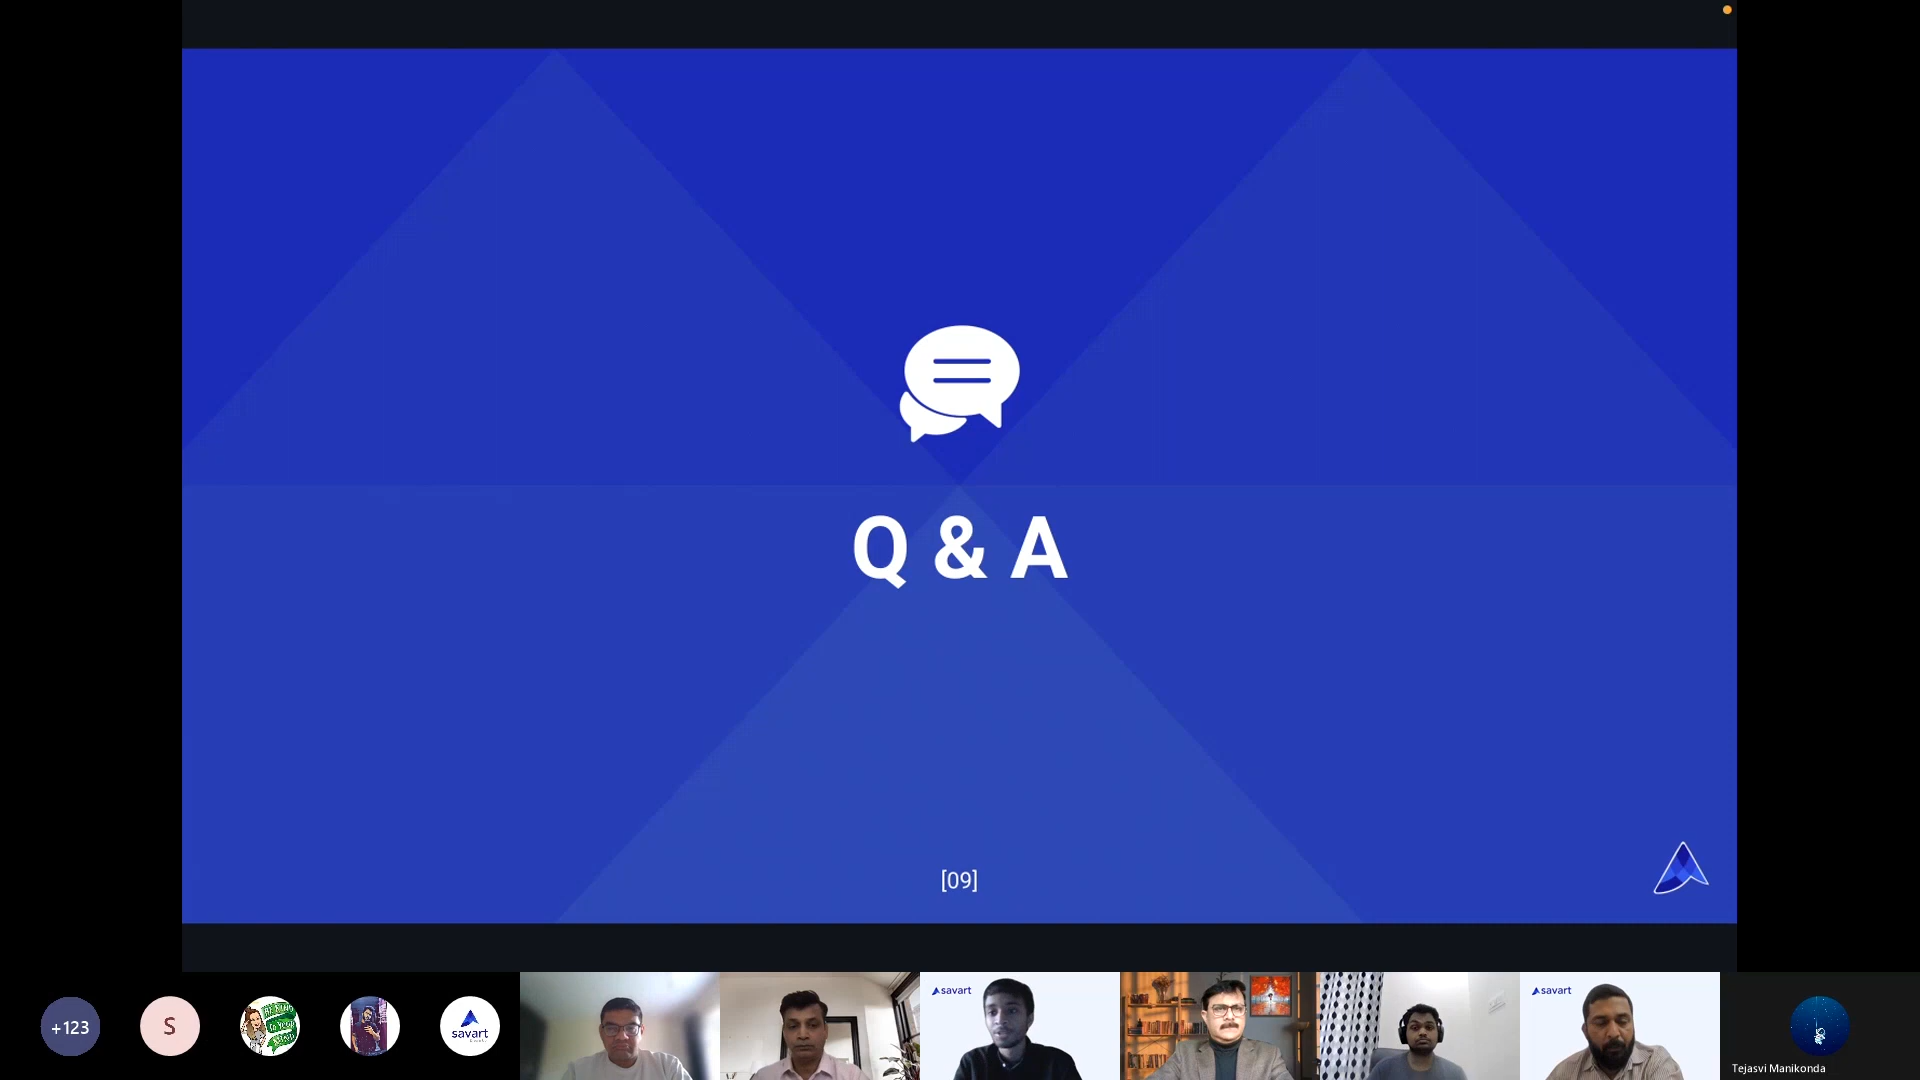 Q & A
[09]
+123
S
savart
savart
savart
Tejasvi Manikonda